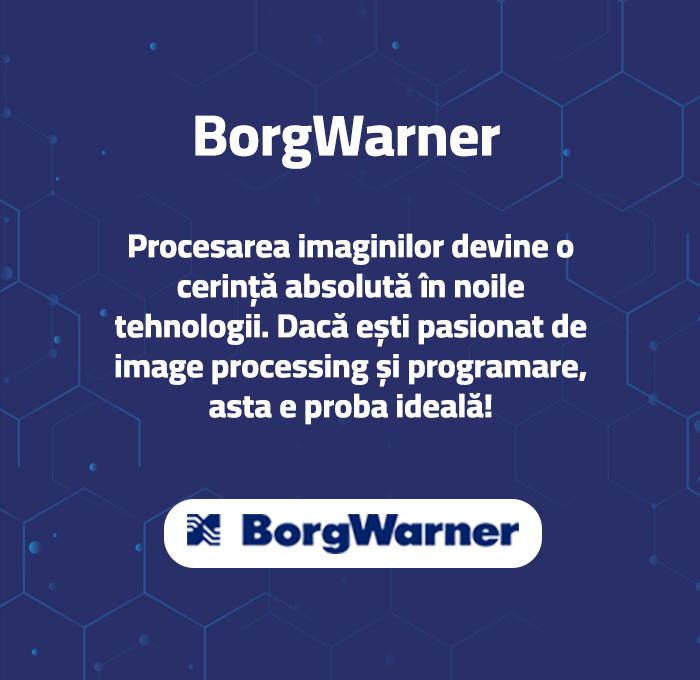 BorgWarner
Procesarea imaginilor devine o
cerință absolută în noile
tehnologii. Dacă ești pasionat de
image processing și programare,
asta e proba ideală!
BorgWarner